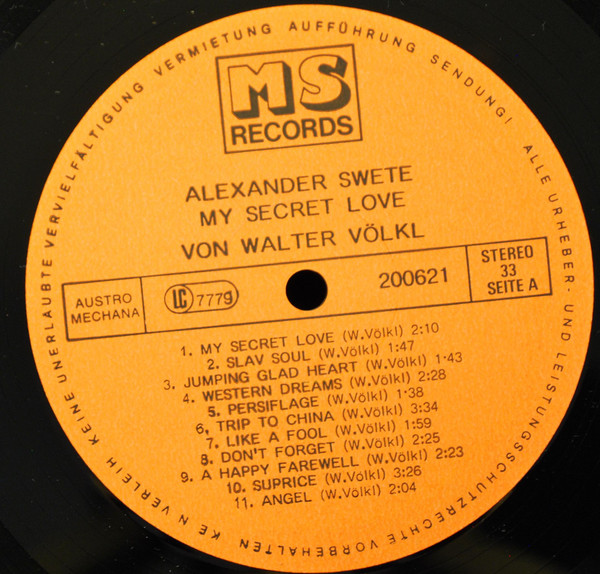 MS
RECORDS
ALEXANDER SWETE
MY SECRET LOVE
VON WALTER VÖLKL
AUSTRO
MECHANA
LC 7779
200621
STEREO
33
SEITE A
1. MY SECRET LOVE (W.Völkl) 2:10
2. SLAV SOUL (W.Völkl) 1:47
3. JUMPING GLAD HEART (W.Völkl) 1:43
4. WESTERN DREAMS (W.Völkl) 2:28
5. PERSIFLAGE (W.Völkl) 1:38
6. TRIP TO CHINA (W.Völkl) 3:34
7. LIKE A FOOL (W.Völkl) 1:59
8. DON'T FORGET (W.Völkl) 2:25
9. A HAPPY FAREWELL (W.Völkl) 2:23
10. SUPRICE (W.Völkl) 3:26
11. ANGEL (W.Völkl) 2:04
ALLE URHEBER- UND LEISTUNGSSCHUTZRECHTE VORBEHALTEN KE N VERLEIH KEINE UNERLAUBTE VERVIELFÄLTIGUNG VERMIETUNG AUFFÜHRUNG SENDUNG!